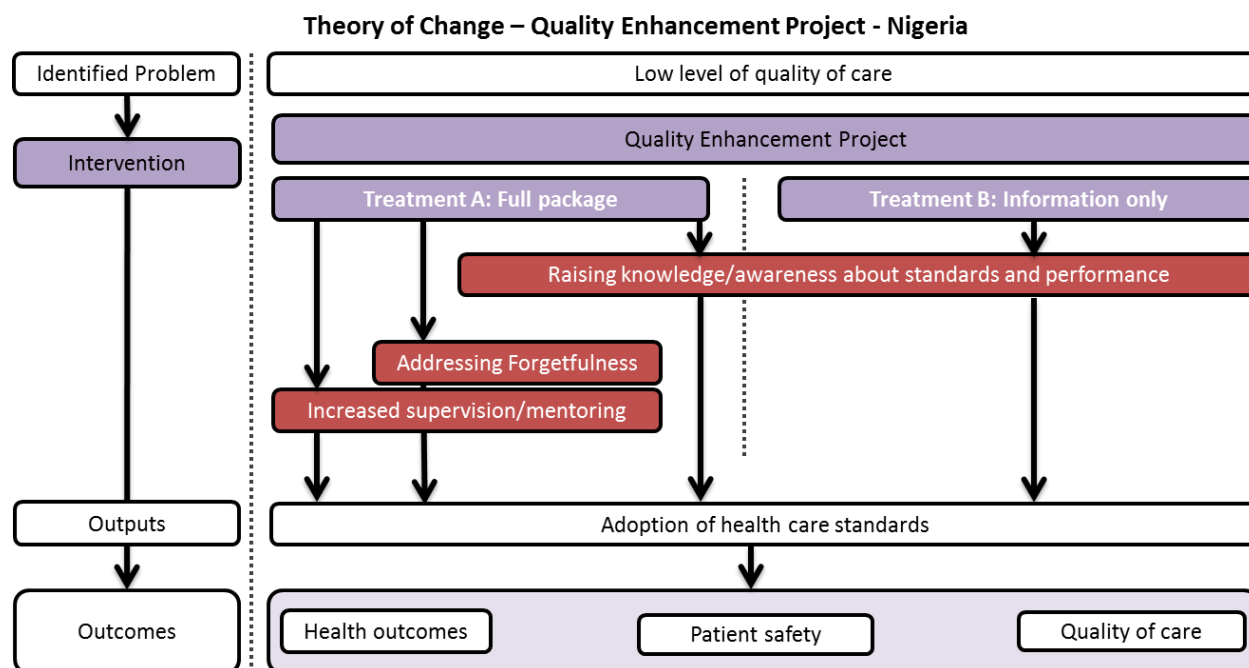 Theory of Change – Quality Enhancement Project - Nigeria
Identified Problem
Low level of quality of care
Quality Enhancement Project
Intervention
Treatment A: Full package
Treatment B: Information only
Raising knowledge/awareness about standards and performance
Addressing Forgetfulness
Increased supervision/mentoring
Outputs
Adoption of health care standards
Outcomes
Health outcomes
Patient safety
Quality of care